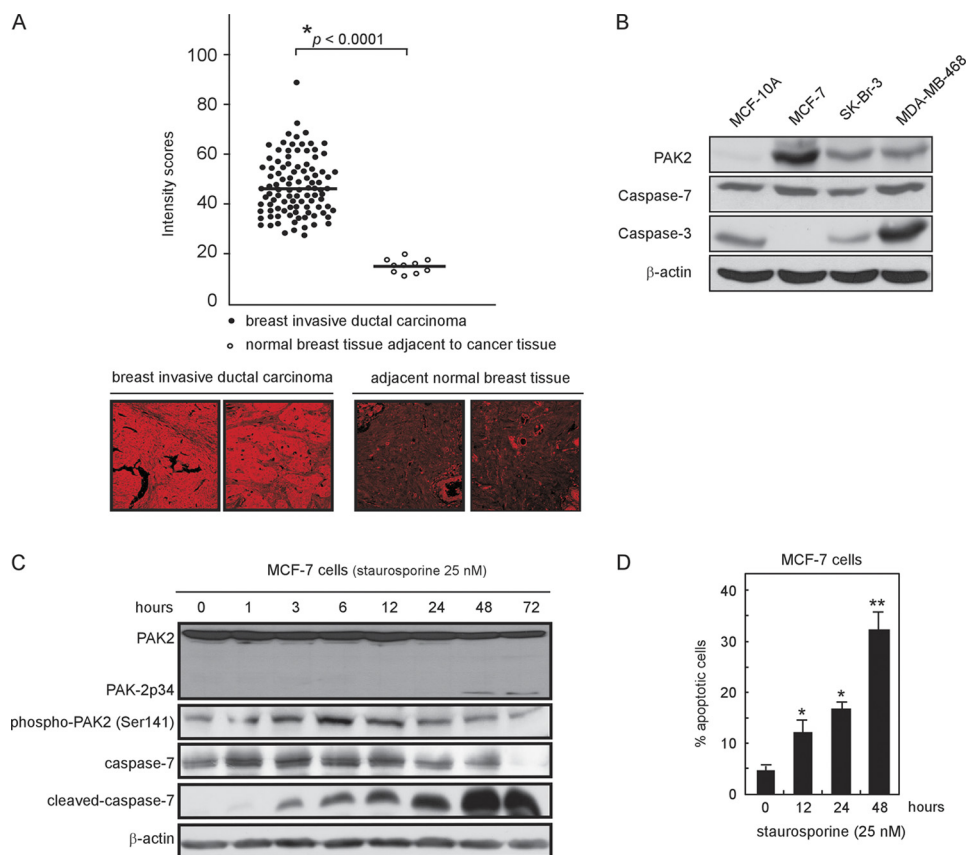 A
* p < 0.0001
Intensity scores
100
80
60
40
20
0
breast invasive ductal carcinoma
normal breast tissue adjacent to cancer tissue
breast invasive ductal carcinoma
adjacent normal breast tissue
B
MCF-10A MCF-7 SK-Br-3 MDA-MB-468
PAK2
Caspase-7
Caspase-3
β-actin
C
MCF-7 cells (staurosporine 25 nM)
hours 0 1 3 6 12 24 48 72
PAK2
PAK-2p34
phospho-PAK2 (Ser141)
caspase-7
cleaved-caspase-7
β-actin
D
MCF-7 cells
% apoptotic cells
40
30
20
10
0
* * **
0 12 24 48 hours
staurosporine (25 nM)